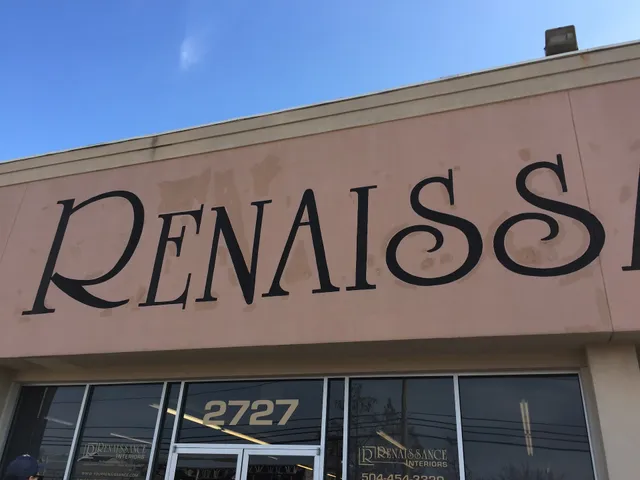 RENAISS
2727
RENAISSANCE
INTERIORS
RENAISSANCE
INTERIORS